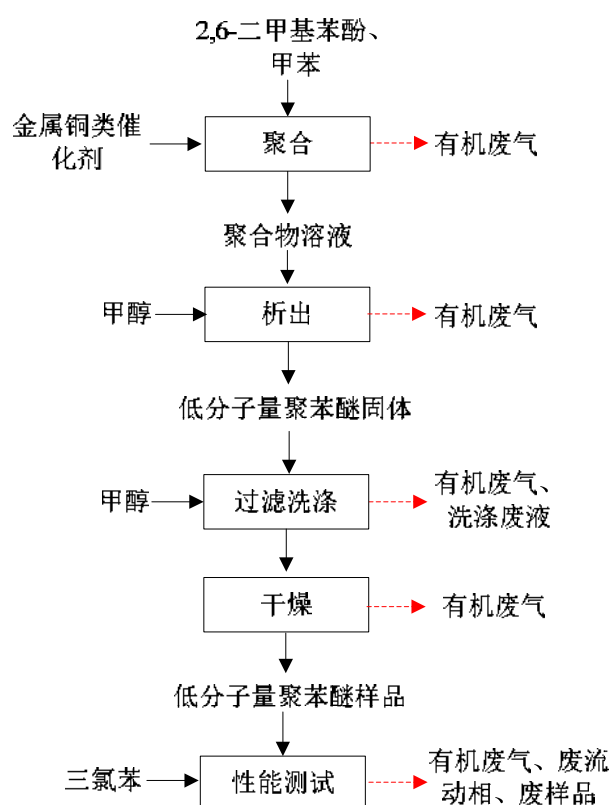 2,6-二甲基苯酚、
甲苯
金属铜类催
化剂
聚合
有机废气
聚合物溶液
甲醇
析出
有机废气
低分子量聚苯醚固体
甲醇
过滤洗涤
有机废气、
洗涤废液
干燥
有机废气
低分子量聚苯醚样品
三氯苯
性能测试
有机废气、废流
动相、废样品